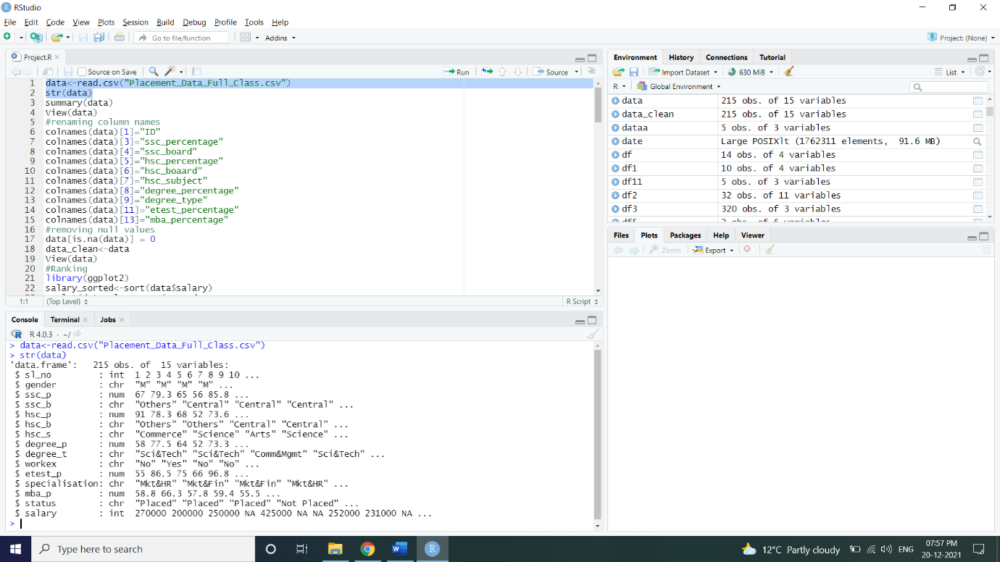 RStudio
File Edit Code View Plots Session Build Debug Profile Tools Help
Go to file/function Addins Project: (None)
Project.R
Source on Save Run Source
1 data<-read.csv("Placement_Data_Full_Class.csv")
2 str(data)
3 summary(data)
4 View(data)
5 #renaming column names
6 colnames(data)[1]="ID"
7 colnames(data)[3]="ssc_percentage"
8 colnames(data)[4]="ssc_board"
9 colnames(data)[5]="hsc_percentage"
10 colnames(data)[6]="hsc_boaard"
11 colnames(data)[7]="hsc_subject"
12 colnames(data)[8]="degree_percentage"
13 colnames(data)[9]="degree_type"
14 colnames(data)[11]="etest_percentage"
15 colnames(data)[13]="mba_percentage"
16 #removing null values
17 data[is.na(data)] = 0
18 data_clean<-data
19 View(data)
20 #Ranking
21 library(ggplot2)
22 salary_sorted<-sort(data$salary)
1:1 (Top Level) R Script
Console Terminal Jobs
R 4.0.3 · ~/
> data<-read.csv("Placement_Data_Full_Class.csv")
> str(data)
'data.frame': 215 obs. of 15 variables:
$ sl_no : int 1 2 3 4 5 6 7 8 9 10 ...
$ gender : chr "M" "M" "M" "M" ...
$ ssc_p : num 67 79.3 65 56 85.8 ...
$ ssc_b : chr "Others" "Central" "Central" "Central" ...
$ hsc_p : num 91 78.3 68 52 73.6 ...
$ hsc_b : chr "Others" "Others" "Central" "Central" ...
$ hsc_s : chr "Commerce" "Science" "Arts" "Science" ...
$ degree_p : num 58 77.5 64 52 73.3 ...
$ degree_t : chr "Sci&Tech" "Sci&Tech" "Comm&Mgmt" "Sci&Tech" ...
$ workex : chr "No" "Yes" "No" "No" ...
$ etest_p : num 55 86.5 75 66 96.8 ...
$ specialisation: chr "Mkt&HR" "Mkt&Fin" "Mkt&Fin" "Mkt&HR" ...
$ mba_p : num 58.8 66.3 57.8 59.4 55.5 ...
$ status : chr "Placed" "Placed" "Placed" "Not Placed" ...
$ salary : int 270000 200000 250000 NA 425000 NA NA 252000 231000 NA ...
>
Environment History Connections Tutorial
Import Dataset 630 MiB List
R Global Environment
data 215 obs. of 15 variables
data_clean 215 obs. of 15 variables
dataa 5 obs. of 3 variables
date Large POSIXlt (1762311 elements, 91.6 MB)
df 14 obs. of 4 variables
df1 10 obs. of 4 variables
df11 5 obs. of 3 variables
df2 32 obs. of 11 variables
df3 320 obs. of 3 variables
Files Plots Packages Help Viewer
Zoom Export
Type here to search 12°C Partly cloudy ENG 07:57 PM
20-12-2021